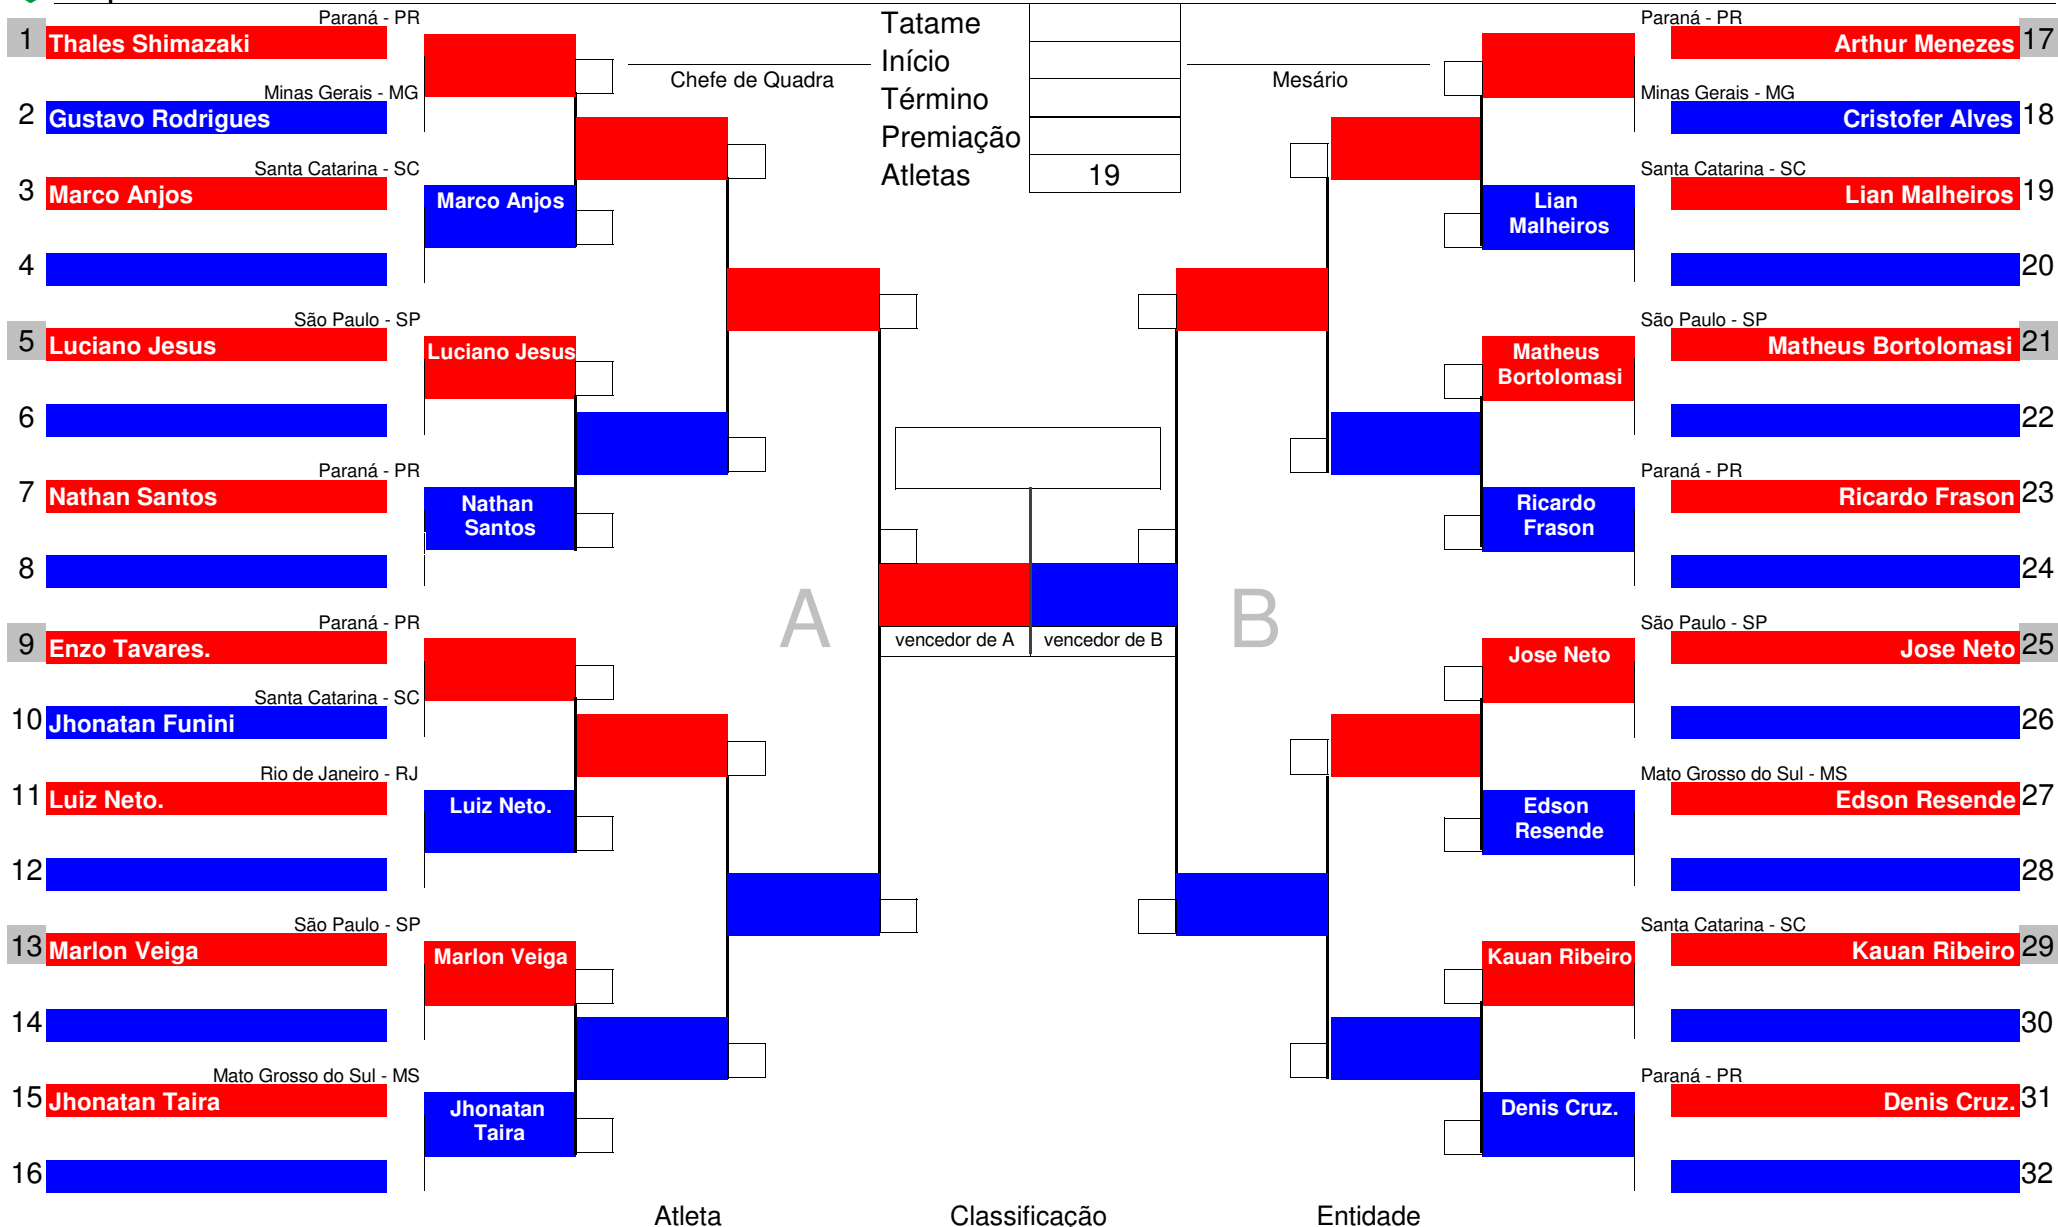 Paraná - PR
1 Thales Shimazaki
Minas Gerais - MG
2 Gustavo Rodrigues
Santa Catarina - SC
3 Marco Anjos
4
São Paulo - SP
5 Luciano Jesus
6
Paraná - PR
7 Nathan Santos
8
Paraná - PR
9 Enzo Tavares.
Santa Catarina - SC
10 Jhonatan Funini
Rio de Janeiro - RJ
11 Luiz Neto.
12
São Paulo - SP
13 Marlon Veiga
14
Mato Grosso do Sul - MS
15 Jhonatan Taira
16
Marco Anjos
Luciano Jesus
Nathan
Santos
Luiz Neto.
Marlon Veiga
Jhonatan
Taira
Chefe de Quadra
Tatame
Início
Término
Premiação
Atletas 19
Mesário
A
B
vencedor de A
vencedor de B
Lian
Malheiros
Matheus
Bortolomasi
Ricardo
Frason
Jose Neto
Edson
Resende
Kauan Ribeiro
Denis Cruz.
Paraná - PR
Arthur Menezes 17
Minas Gerais - MG
Cristofer Alves 18
Santa Catarina - SC
Lian Malheiros 19
20
São Paulo - SP
Matheus Bortolomasi 21
22
Paraná - PR
Ricardo Frason 23
24
São Paulo - SP
Jose Neto 25
26
Mato Grosso do Sul - MS
Edson Resende 27
28
Santa Catarina - SC
Kauan Ribeiro 29
30
Paraná - PR
Denis Cruz. 31
32
Atleta
Classificação
Entidade